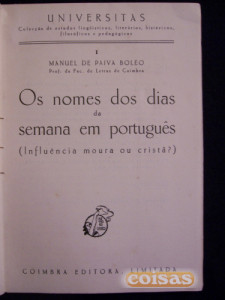 UNIVERSITAS
Colecção de estudos linguísticos, literários, históricos,
filosóficos e pedagógicos
I
MANUEL DE PAIVA BOLÉO
Prof. da Fac. de Letras de Coimbra
Os nomes dos dias
da
semana em português
(Influência moura ou cristã?)
COIMBRA EDITORA, LIMITADA
coisas